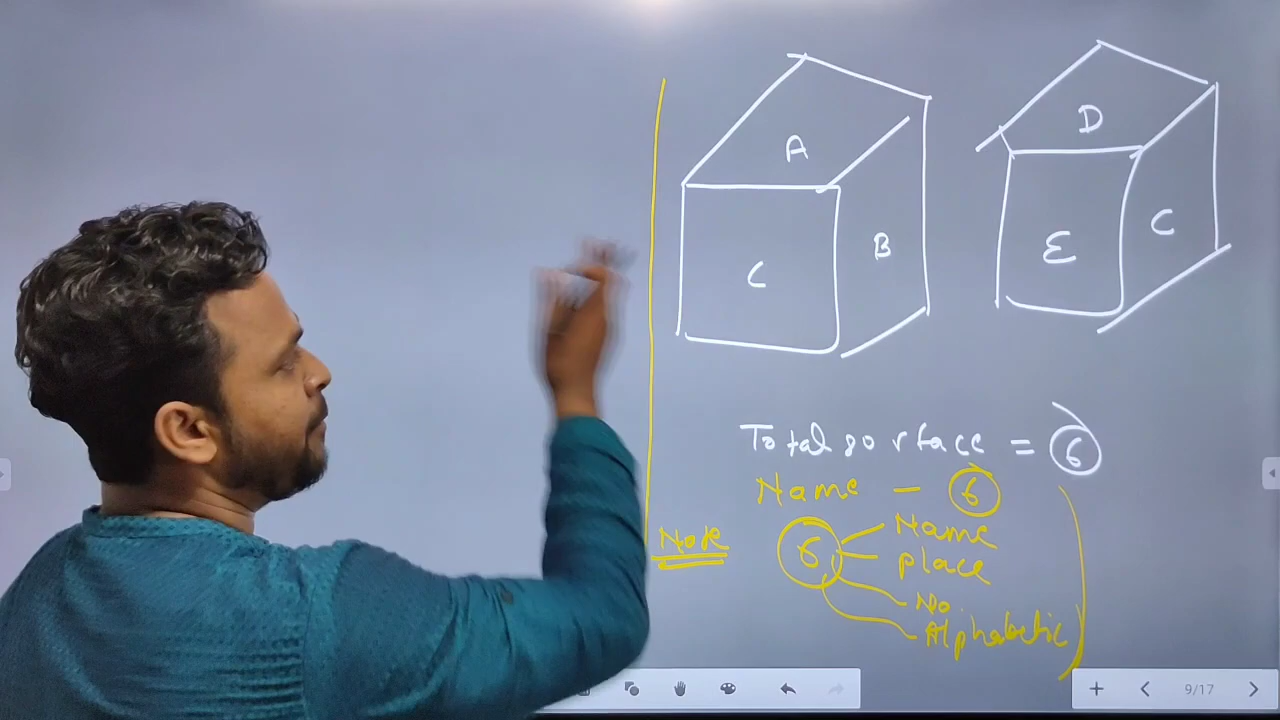 A
B
C
D
E
C
Total surface = 6
Name - 6
Note
6
Name
place
No.
Alphabetic
9/17